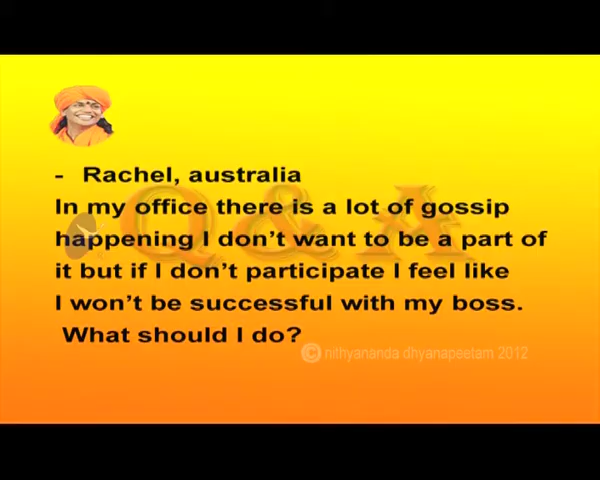 Q & A
- Rachel, australia
In my office there is a lot of gossip
happening I don't want to be a part of
it but if I don't participate I feel like
I won't be successful with my boss.
What should I do?
© nithyananda dhyanapeetam 2012